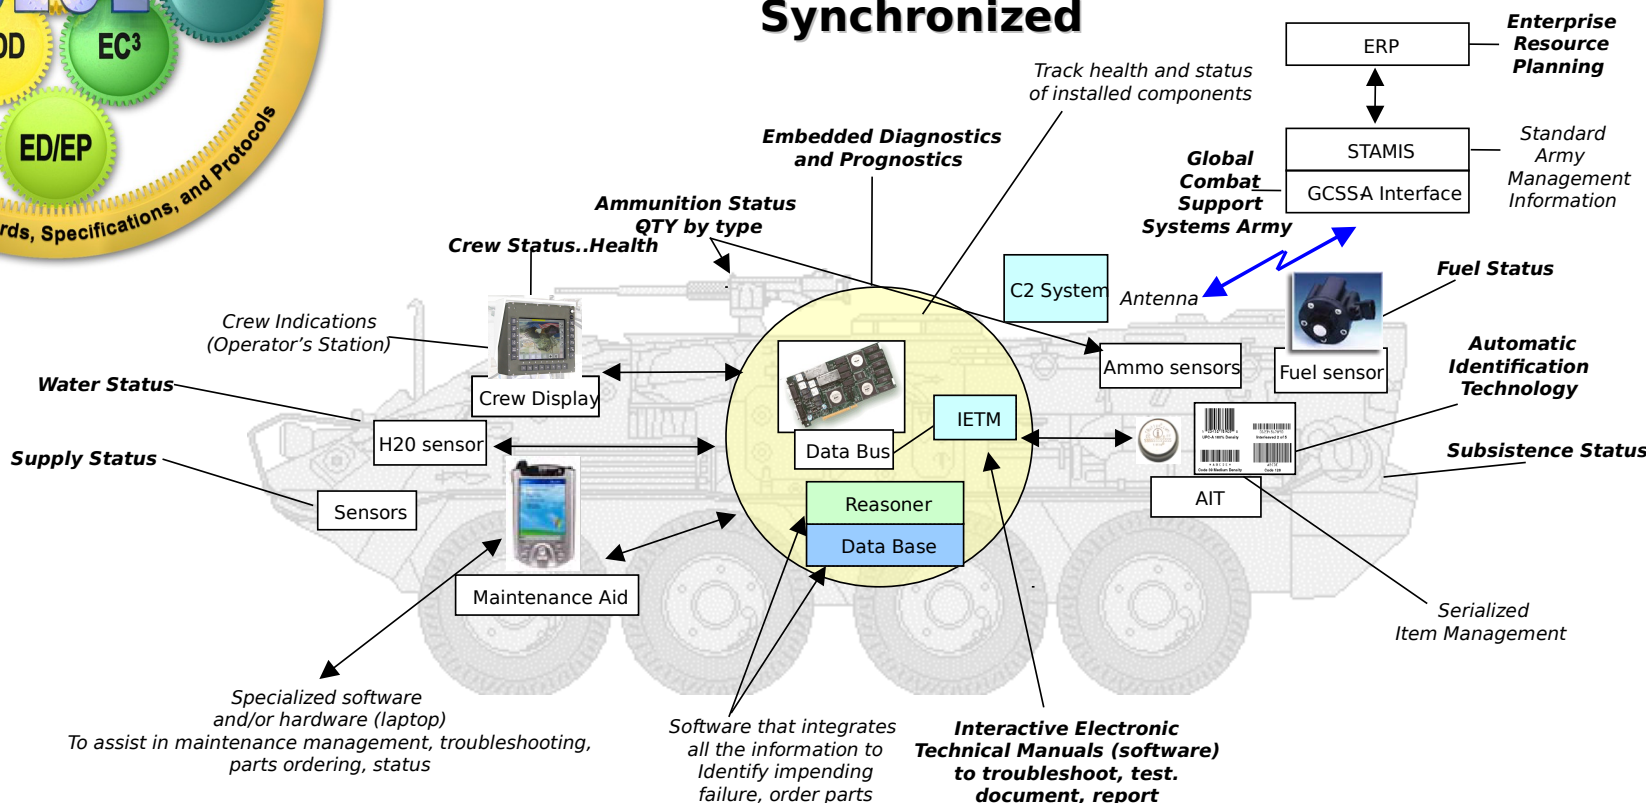 Synchronized
EC³
ED/EP
rds, Specifications, and Protocols
ERP
Enterprise
Resource
Planning
Track health and status
of installed components
Embedded Diagnostics
and Prognostics
STAMIS
GCSSA Interface
Standard
Army
Management
Information
Global
Combat
Support
Systems Army
Ammunition Status
QTY by type
Crew Status..Health
C2 System
Antenna
Fuel Status
Crew Indications
(Operator’s Station)
Crew Display
Ammo sensors
Fuel sensor
Automatic
Identification
Technology
Water Status
H20 sensor
IETM
Data Bus
Supply Status
Sensors
Subsistence Status
AIT
Reasoner
Data Base
Maintenance Aid
Serialized
Item Management
Specialized software
and/or hardware (laptop)
To assist in maintenance management, troubleshooting,
parts ordering, status
Software that integrates
all the information to
Identify impending
failure, order parts
Interactive Electronic
Technical Manuals (software)
to troubleshoot, test.
document, report